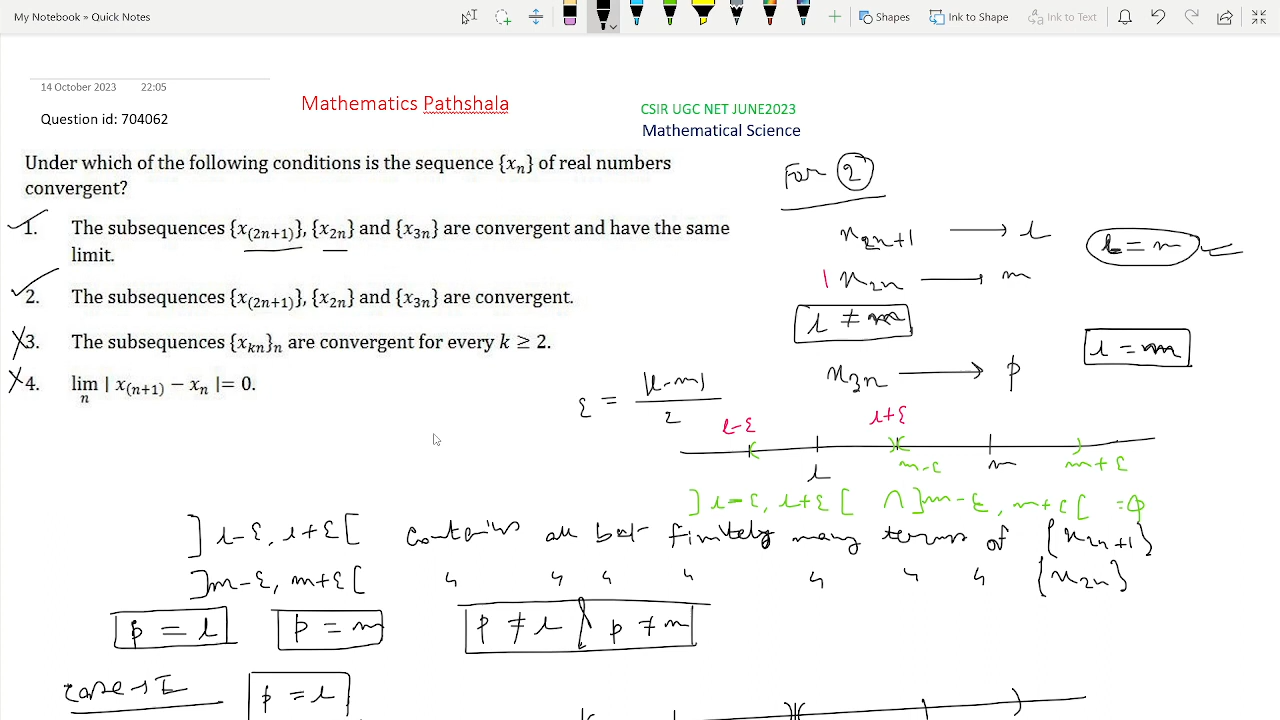 My Notebook » Quick Notes
Shapes
Ink to Shape
Ink to Text
14 October 2023 22:05
Mathematics Pathshala
CSIR UGC NET JUNE2023
Question id: 704062
Mathematical Science
Under which of the following conditions is the sequence {xₙ} of real numbers
convergent?
1. The subsequences {x₍₂ₙ₊₁₎}, {x₂ₙ} and {x₃ₙ} are convergent and have the same
limit.
2. The subsequences {x₍₂ₙ₊₁₎}, {x₂ₙ} and {x₃ₙ} are convergent.
3. The subsequences {xₖₙ}ₙ are convergent for every k ≥ 2.
4. limₙ | x₍ₙ₊₁₎ − xₙ |= 0.
For 2
x₂ₙ₊₁ → l
l = m
x₂ₙ → m
l ≠ m
l = m
x₃ₙ → p
ε = |l-m| / 2
l-ε l+ε
l m-ε m m+ε
]l-ε, l+ε[ ∩ ]m-ε, m+ε[ = φ
]l-ε, l+ε[ contains all but finitely many terms of {x₂ₙ₊₁}
]m-ε, m+ε[ " " " " " " " {x₂ₙ}
p = l p = m p ≠ l p ≠ m
case-I p = l